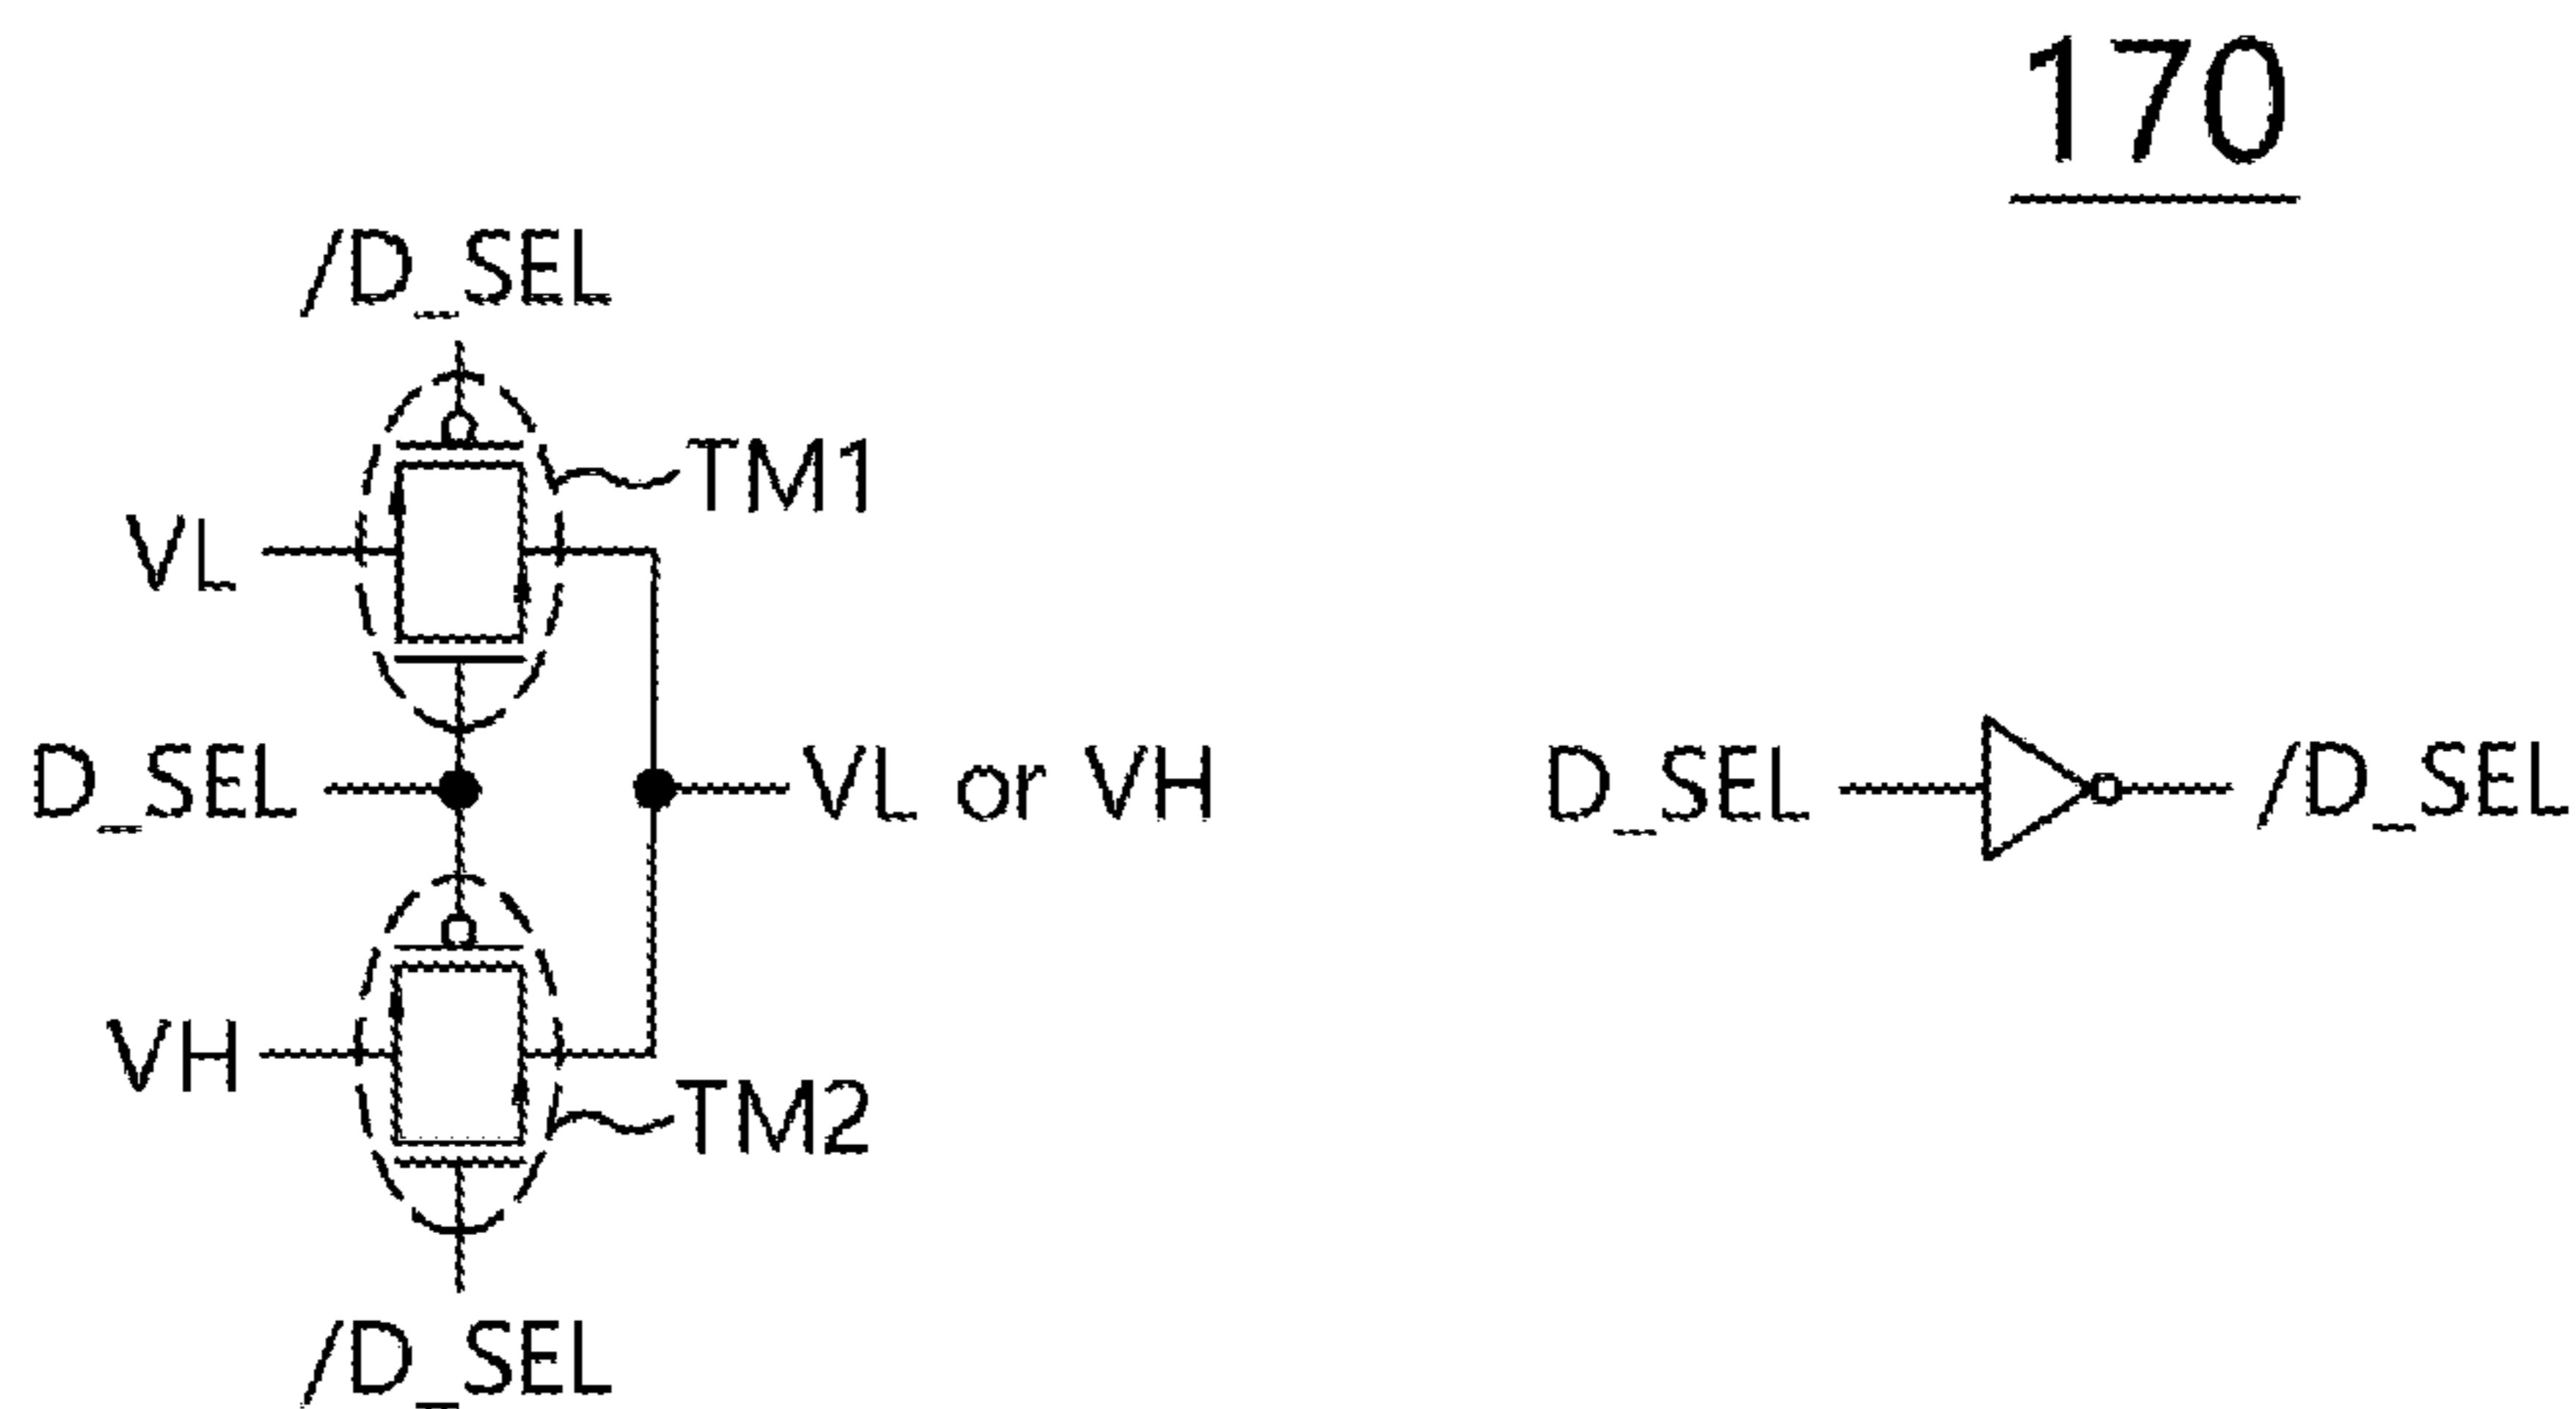 170
/D_SEL
TM1
VL
D_SEL
VL or VH
D_SEL
/D_SEL
VH
TM2
/D_SEL